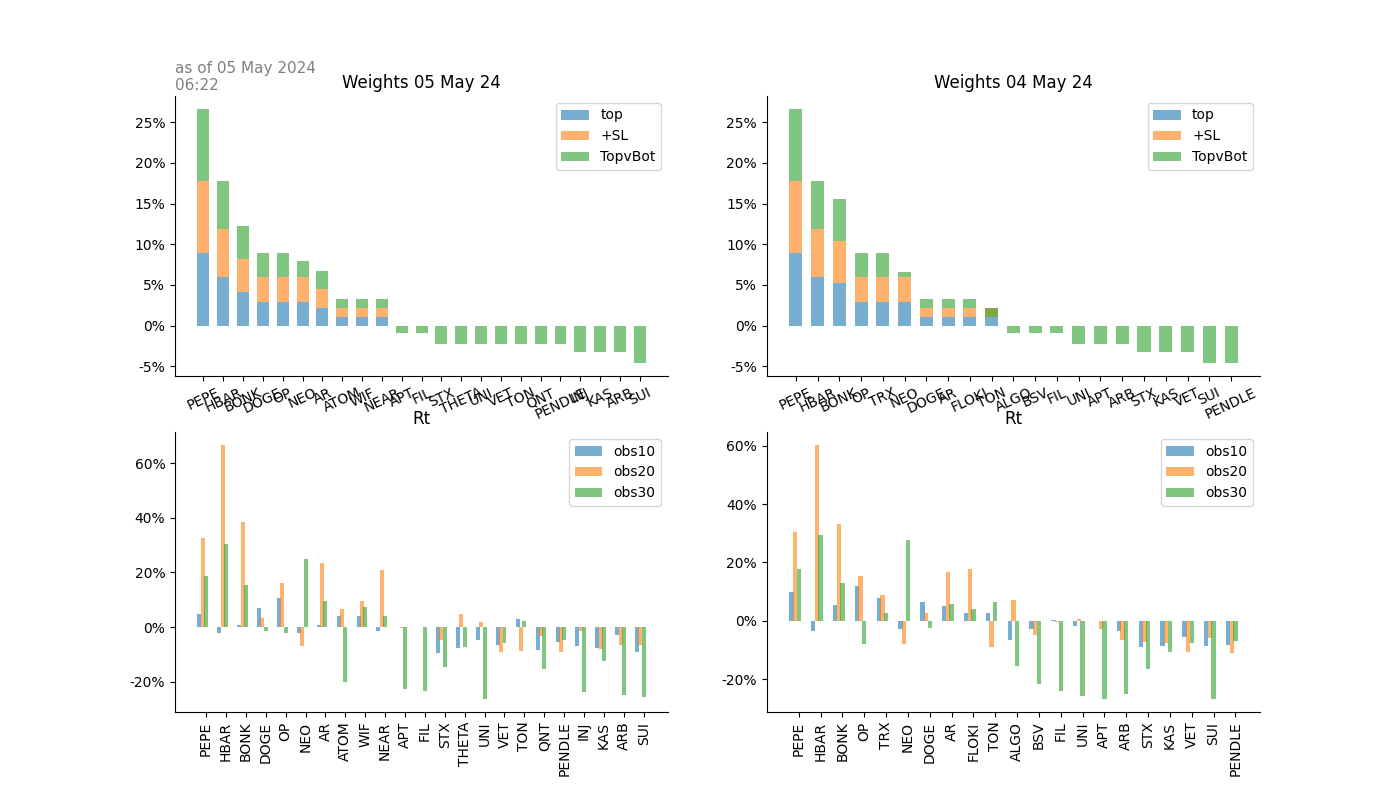 as of 05 May 2024
06:22
Weights 05 May 24
25%
20%
15%
10%
5%
0%
-5%
top
+SL
TopvBot
PEPE HBAR BONK DOGE OP NEO AR ATOM WIF NEAR APT FIL STX THETA UNI VET TON QNT PENDLE INJ KAS ARB SUI
Weights 04 May 24
25%
20%
15%
10%
5%
0%
-5%
top
+SL
TopvBot
PEPE HBAR BONK OP TRX NEO DOGE AR FLOKI TON ALGO BSV FIL UNI APT ARB STX KAS VET SUI PENDLE
Rt
60%
40%
20%
0%
-20%
obs10
obs20
obs30
PEPE HBAR BONK DOGE OP NEO AR ATOM WIF NEAR APT FIL STX THETA UNI VET TON QNT PENDLE INJ KAS ARB SUI
Rt
60%
40%
20%
0%
-20%
obs10
obs20
obs30
PEPE HBAR BONK OP TRX NEO DOGE AR FLOKI TON ALGO BSV FIL UNI APT ARB STX KAS VET SUI PENDLE